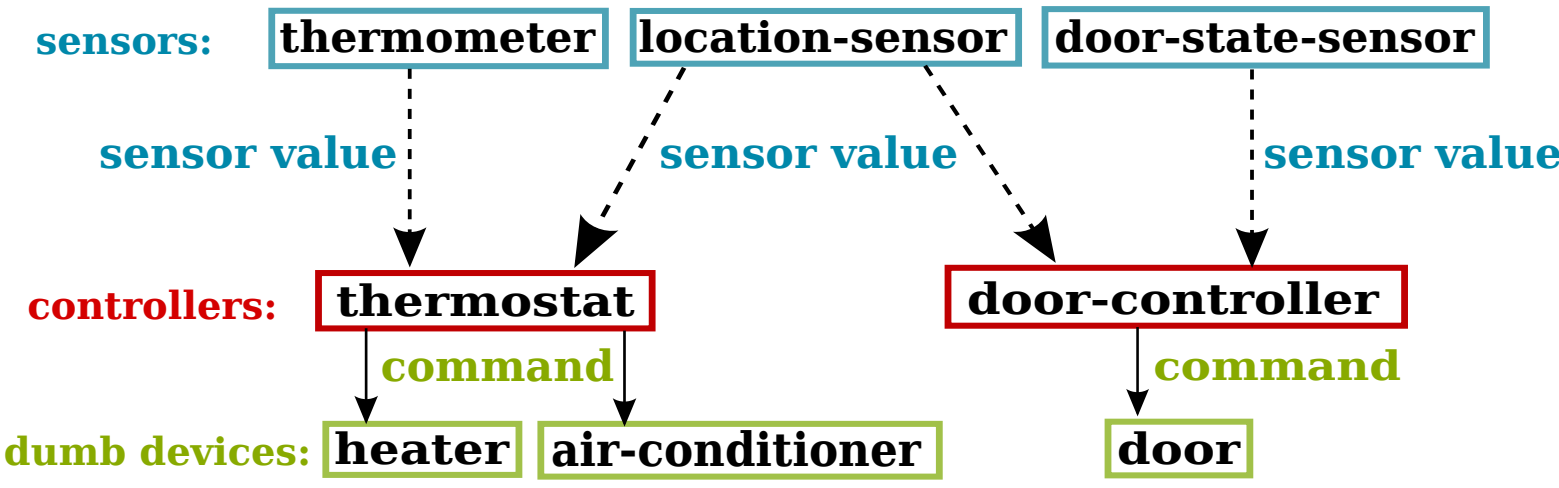 sensors: thermometer location-sensor door-state-sensor
sensor value sensor value sensor value
controllers: thermostat door-controller
command command
dumb devices: heater air-conditioner door